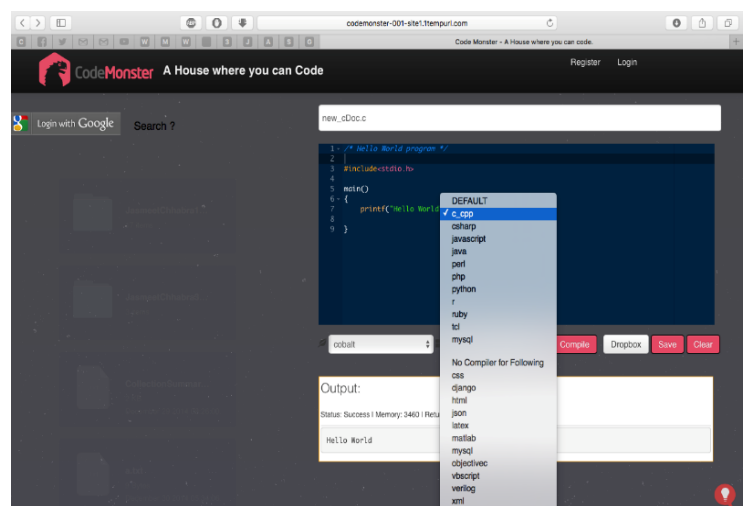 codemonster-001-site1.1tempurl.com
Code Monster - A House where you can code.
CodeMonster A House where you can Code
Register Login
Login with Google
Search ?
new_cDoc.c
1 /* Hello World program */
2
3 #include<stdio.h>
4
5 main()
6 {
7 printf("Hello World
8
9 }
DEFAULT
✓ c_cpp
csharp
javascript
java
perl
php
python
r
ruby
tcl
mysql
No Compiler for Following
css
django
html
json
latex
matlab
mysql
objectivec
vbscript
verilog
xml
cobalt
Compile Dropbox Save Clear
Output:
Status: Success | Memory: 3460 | Retu
Hello World